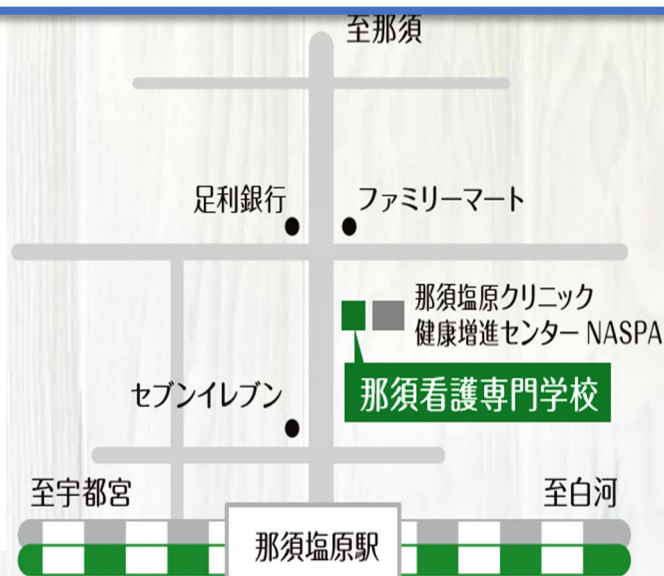 至那須
足利銀行
ファミリーマート
那須塩原クリニック
健康増進センター NASPA
那須看護専門学校
セブンイレブン
至宇都宮
至白河
那須塩原駅